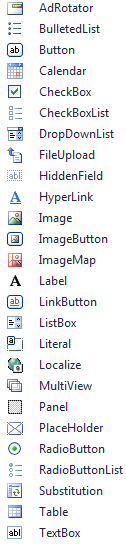 AdRotator
BulletedList
Button
Calendar
CheckBox
CheckBoxList
DropDownList
FileUpload
HiddenField
HyperLink
Image
ImageButton
ImageMap
Label
LinkButton
ListBox
Literal
Localize
MultiView
Panel
PlaceHolder
RadioButton
RadioButtonList
Substitution
Table
TextBox